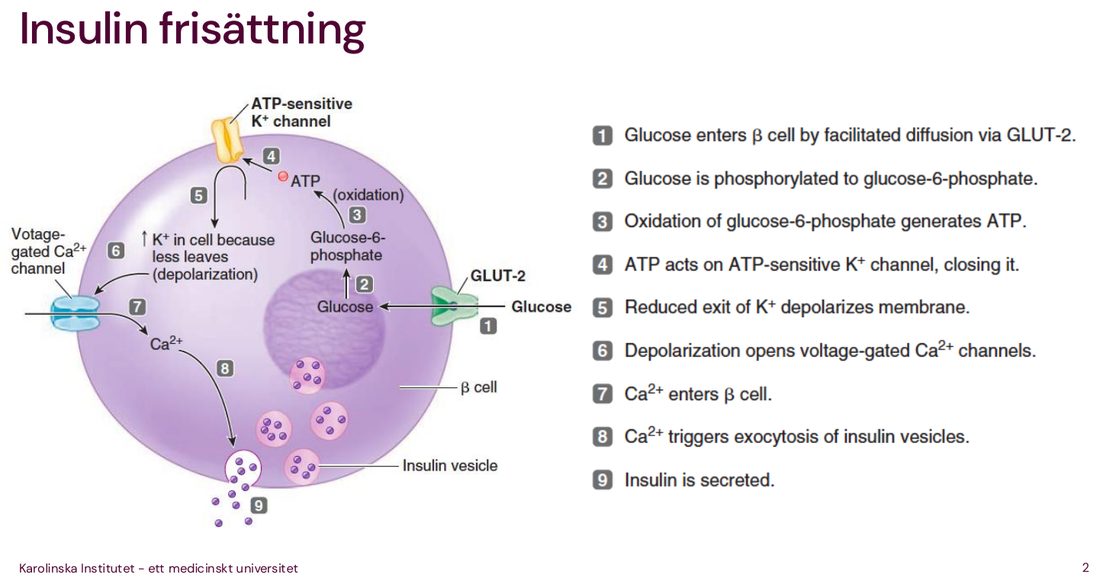 Insulin frisättning
ATP-sensitive
K⁺ channel
4
ATP
(oxidation)
5
3
Votage-
gated Ca²⁺
channel
6
↑ K⁺ in cell because
less leaves
(depolarization)
Glucose-6-
phosphate
2
GLUT-2
7
Glucose
Glucose
1
Ca²⁺
8
β cell
Insulin vesicle
9
1 Glucose enters β cell by facilitated diffusion via GLUT-2.
2 Glucose is phosphorylated to glucose-6-phosphate.
3 Oxidation of glucose-6-phosphate generates ATP.
4 ATP acts on ATP-sensitive K⁺ channel, closing it.
5 Reduced exit of K⁺ depolarizes membrane.
6 Depolarization opens voltage-gated Ca²⁺ channels.
7 Ca²⁺ enters β cell.
8 Ca²⁺ triggers exocytosis of insulin vesicles.
9 Insulin is secreted.
Karolinska Institutet - ett medicinskt universitet
2